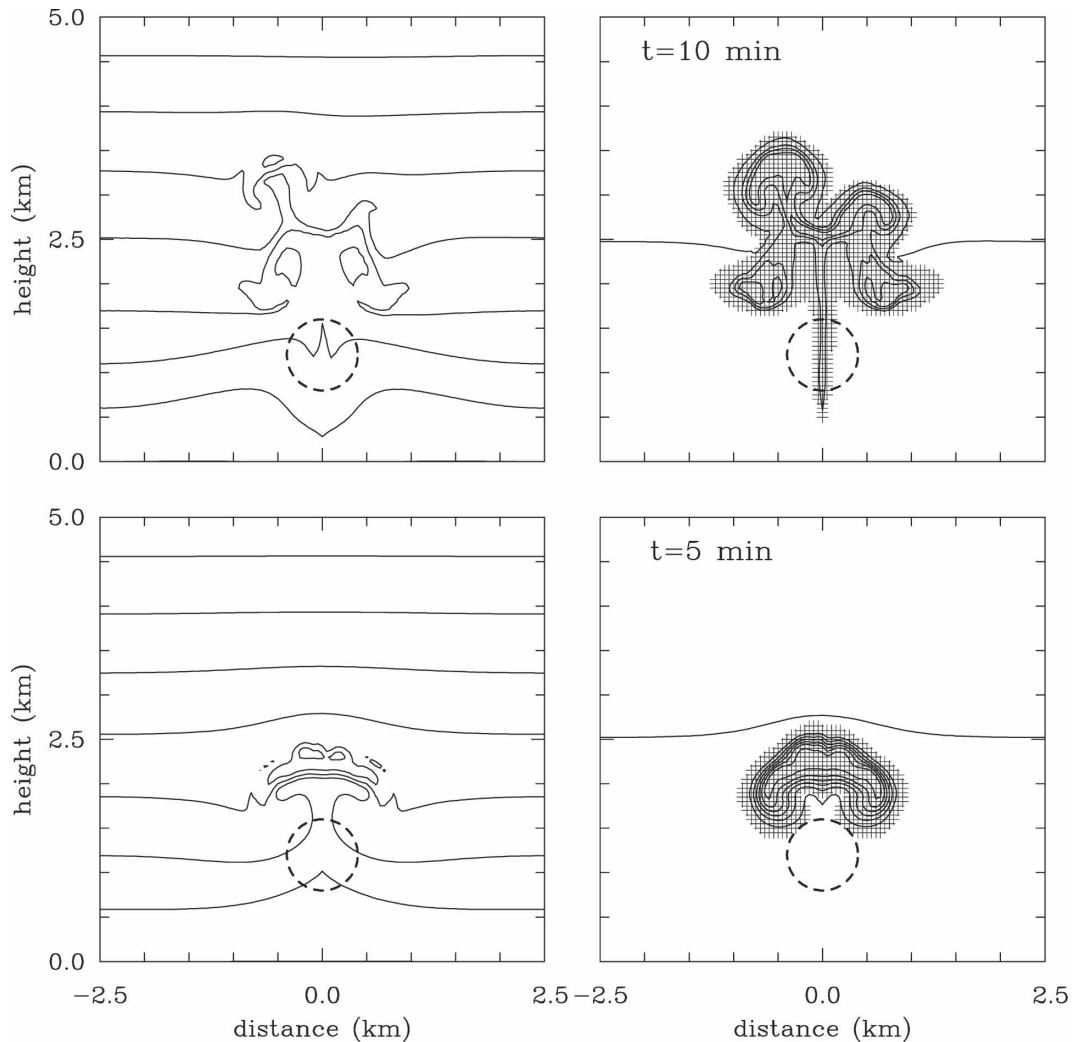 5.0
t=10 min
height (km)
2.5
0.0
5.0
t=5 min
height (km)
2.5
0.0
−2.5 0.0 2.5 −2.5 0.0 2.5
distance (km) distance (km)